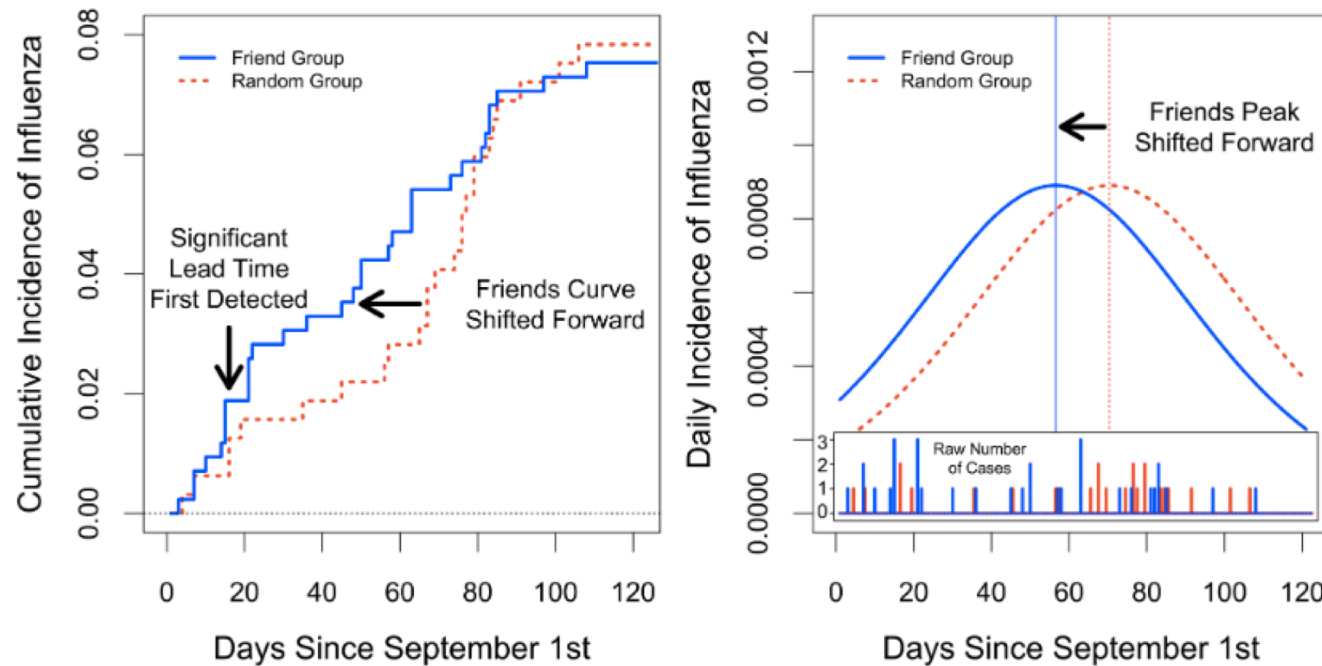 Cumulative Incidence of Influenza
0.00 0.02 0.04 0.06 0.08
Friend Group
Random Group
Significant
Lead Time
First Detected
Friends Curve
Shifted Forward
0 20 40 60 80 100 120
Days Since September 1st
Daily Incidence of Influenza
0.0000 0.0004 0.0008 0.0012
Friend Group
Random Group
Friends Peak
Shifted Forward
3
2
1
0
Raw Number
of Cases
0 20 40 60 80 100 120
Days Since September 1st